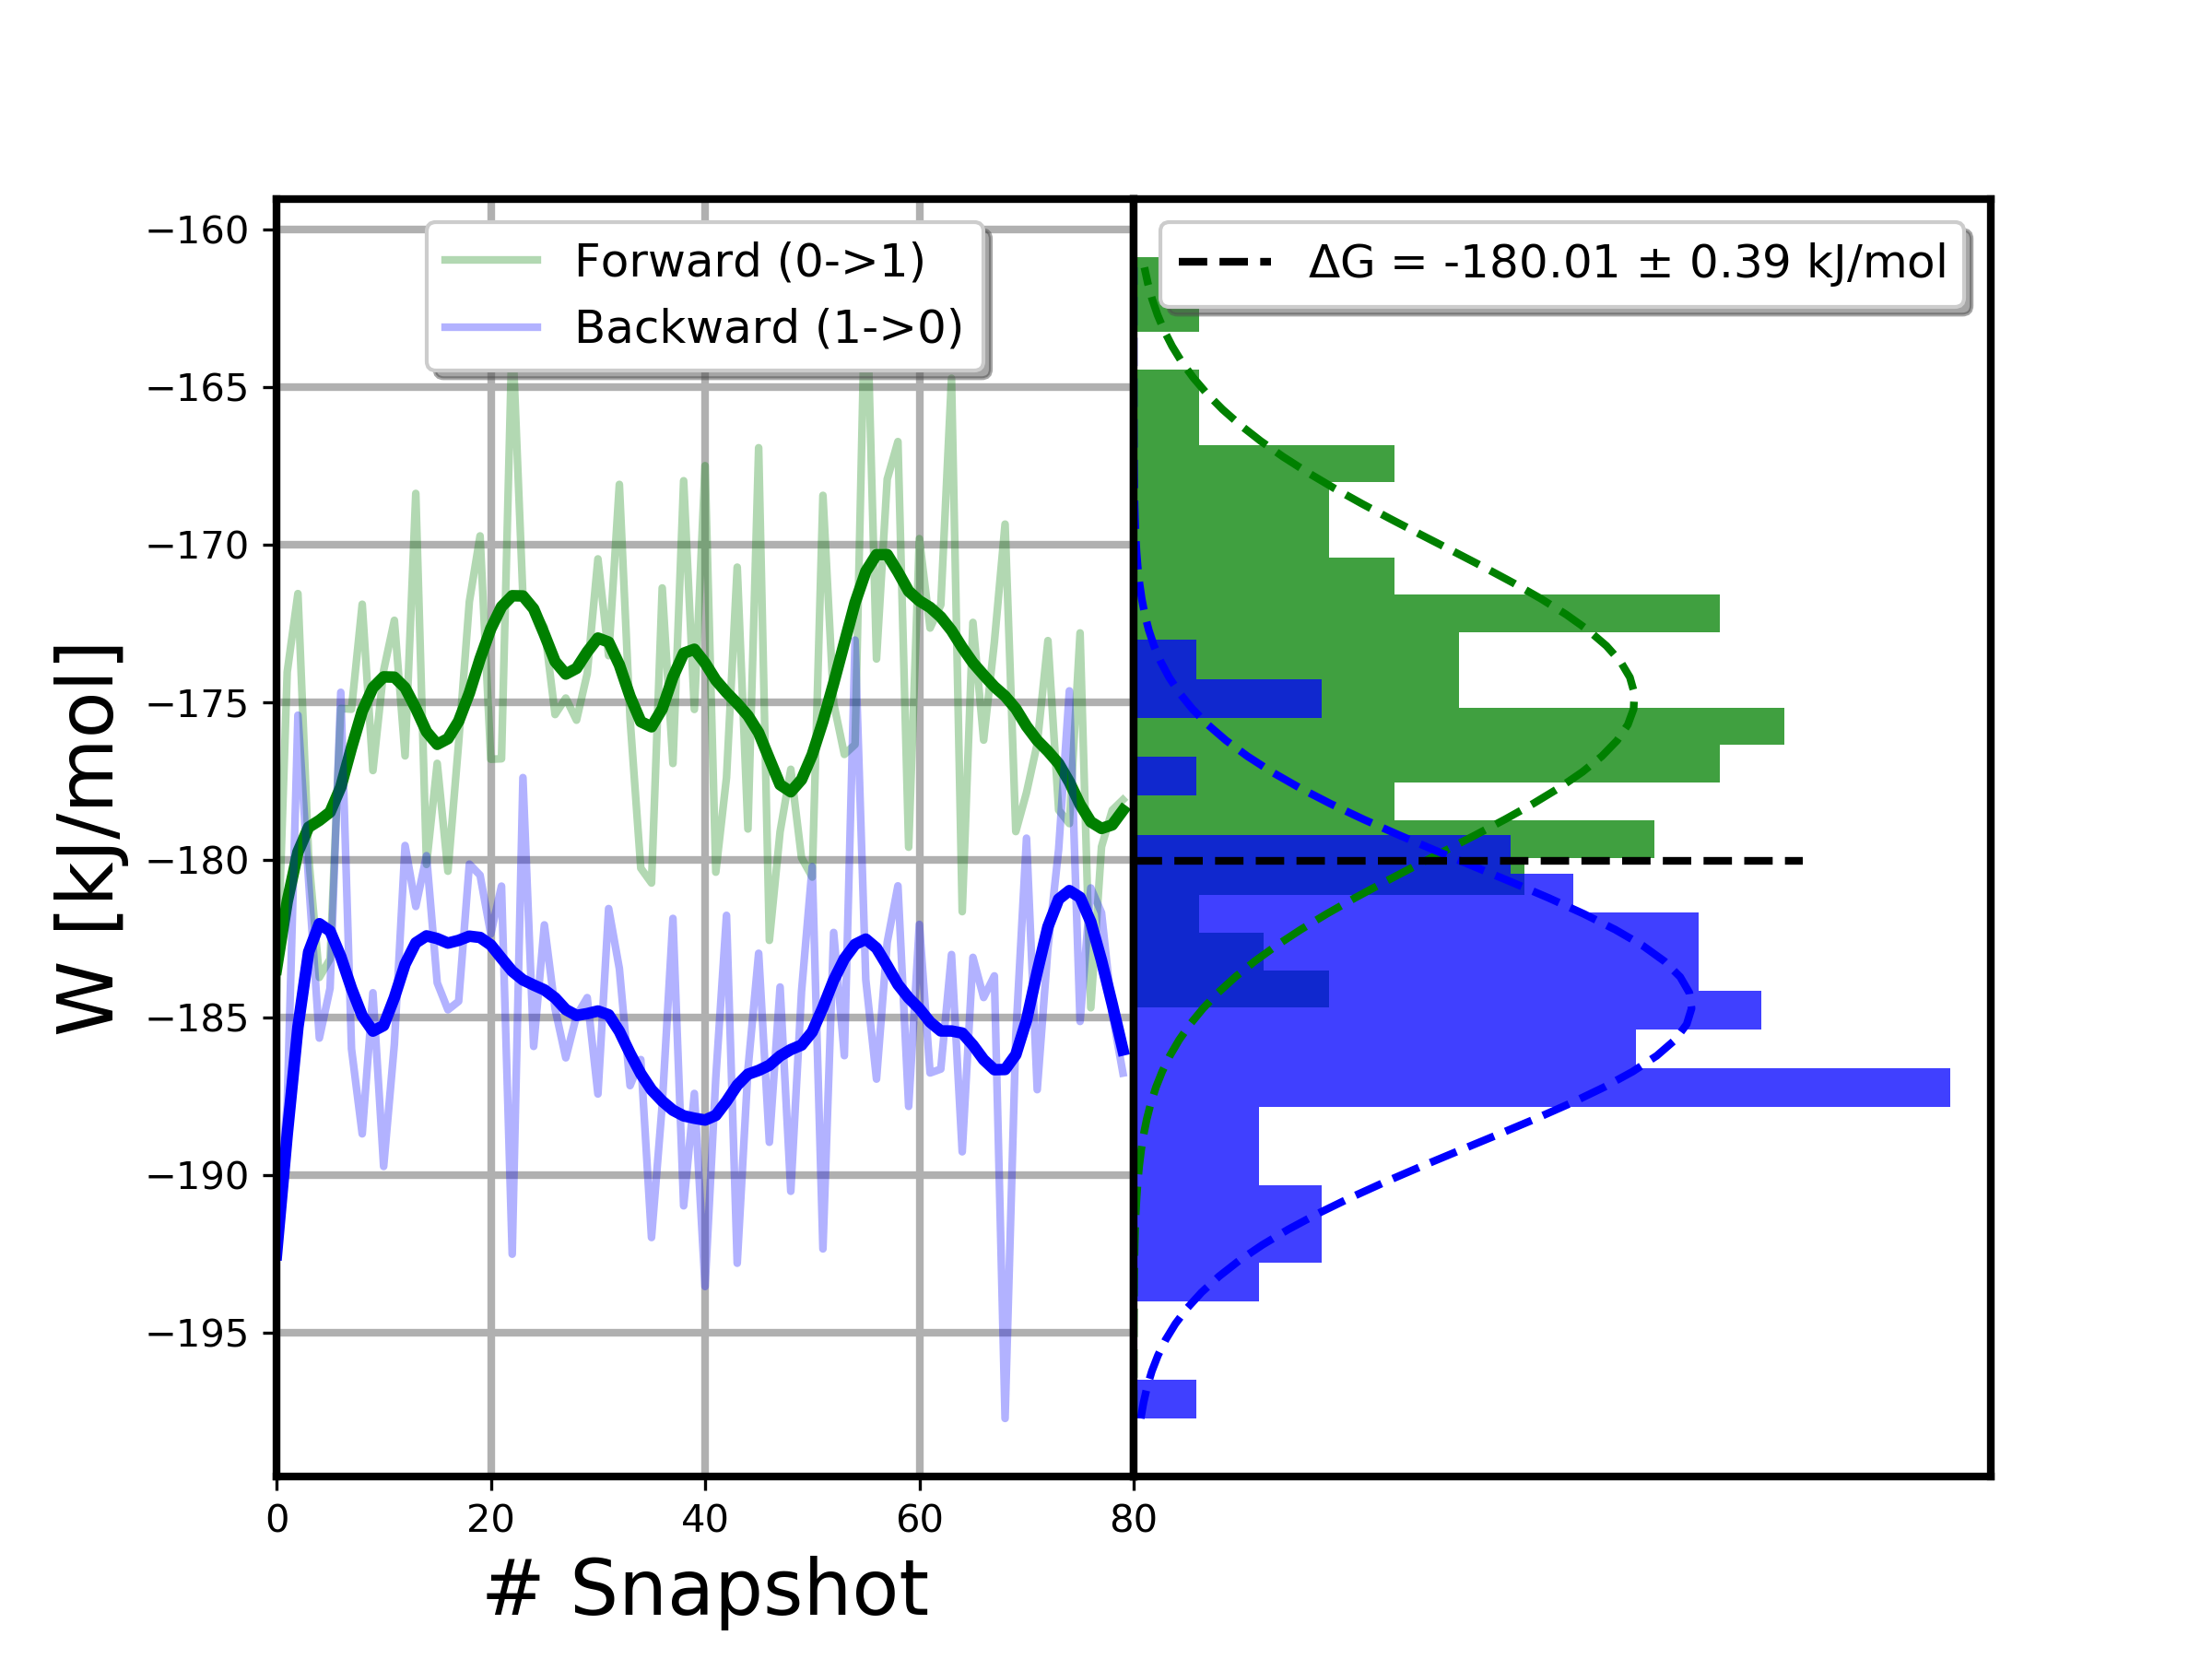 W [kJ/mol]
−160
−165
−170
−175
−180
−185
−190
−195
Forward (0->1)
Backward (1->0)
ΔG = -180.01 ± 0.39 kJ/mol
0 20 40 60 80
# Snapshot